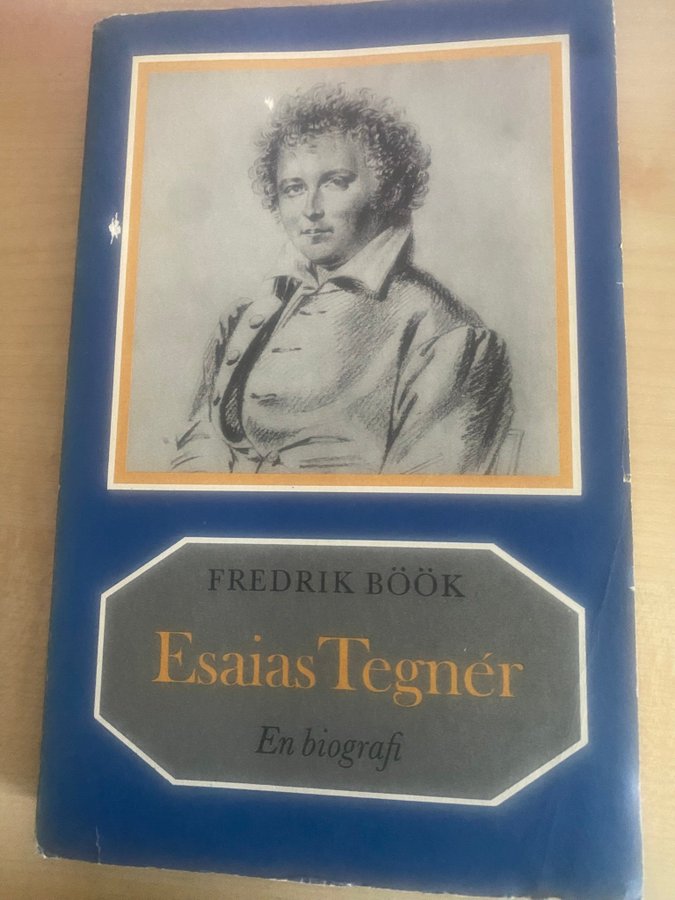 FREDRIK BÖÖK
Esaias Tegnér
En biografi